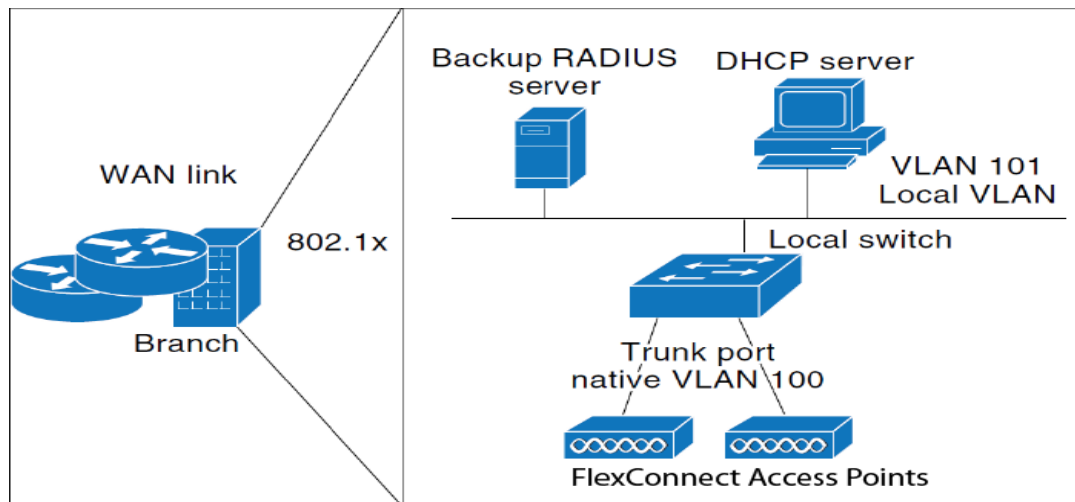 WAN link
802.1x
Branch
Backup RADIUS
server
DHCP server
VLAN 101
Local VLAN
Local switch
Trunk port
native VLAN 100
FlexConnect Access Points